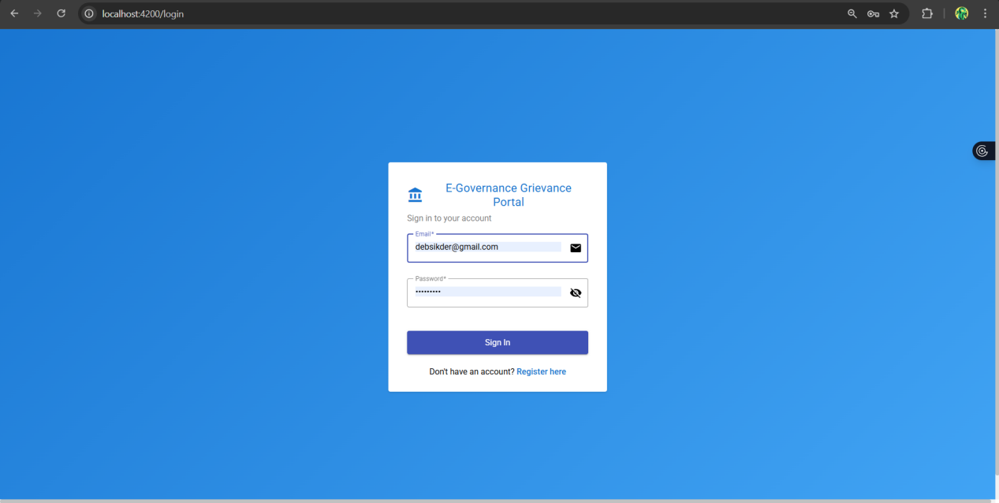 localhost:4200/login
E-Governance Grievance
Portal
Sign in to your account
Email*
debsikder@gmail.com
Password*
•••••••••
Sign In
Don't have an account? Register here